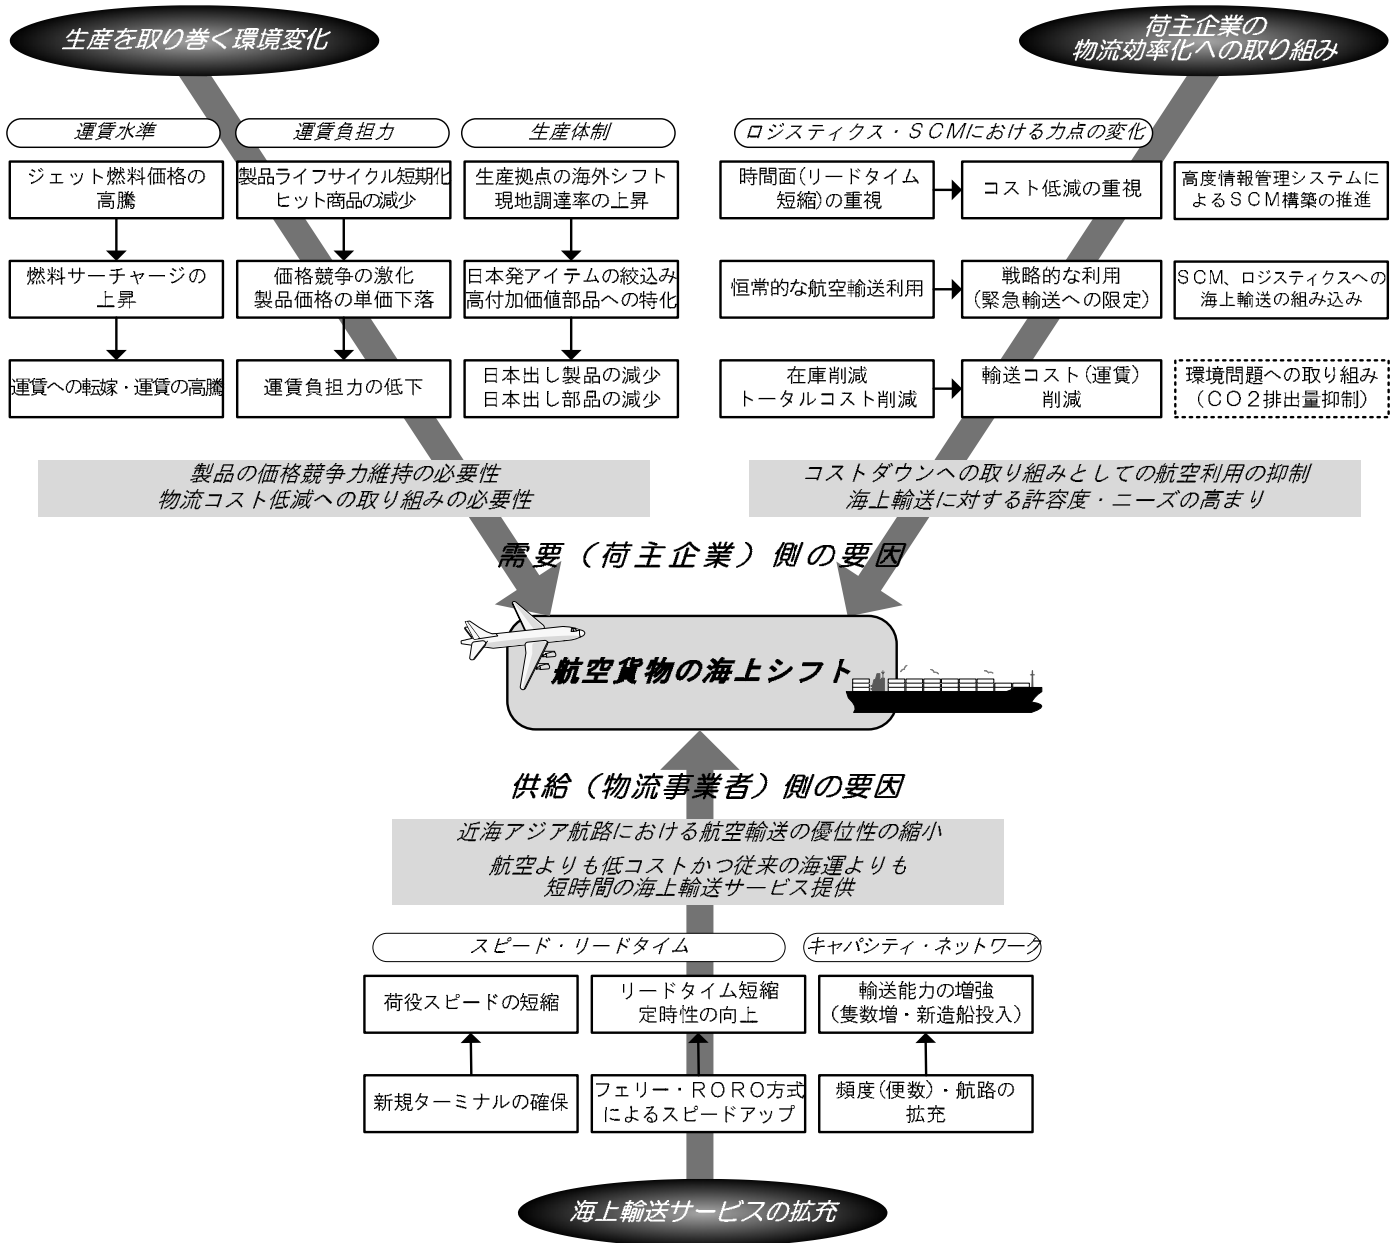 生産を取り巻く環境変化
荷主企業の
物流効率化への取り組み
運賃水準
運賃負担力
生産体制
ジェット燃料価格の
高騰
製品ライフサイクル短期化
ヒット商品の減少
生産拠点の海外シフト
現地調達率の上昇
燃料サーチャージの
上昇
価格競争の激化
製品価格の単価下落
日本発アイテムの絞込み
高付加価値部品への特化
運賃への転嫁・運賃の高騰
運賃負担力の低下
日本出し製品の減少
日本出し部品の減少
ロジスティクス・SCMにおける力点の変化
時間面(リードタイム
短縮)の重視
コスト低減の重視
高度情報管理システムに
よるSCM構築の推進
恒常的な航空輸送利用
戦略的な利用
(緊急輸送への限定)
SCM、ロジスティクスへの
海上輸送の組み込み
在庫削減
トータルコスト削減
輸送コスト(運賃)
削減
環境問題への取り組み
(CO2排出量抑制)
製品の価格競争力維持の必要性
物流コスト低減への取り組みの必要性
コストダウンへの取り組みとしての航空利用の抑制
海上輸送に対する許容度・ニーズの高まり
需要(荷主企業)側の要因
航空貨物の海上シフト
供給(物流事業者)側の要因
近海アジア航路における航空輸送の優位性の縮小
航空よりも低コストかつ従来の海運よりも
短時間の海上輸送サービス提供
スピード・リードタイム
キャパシティ・ネットワーク
荷役スピードの短縮
リードタイム短縮
定時性の向上
輸送能力の増強
(隻数増・新造船投入)
新規ターミナルの確保
フェリー・RORO方式
によるスピードアップ
頻度(便数)・航路の
拡充
海上輸送サービスの拡充